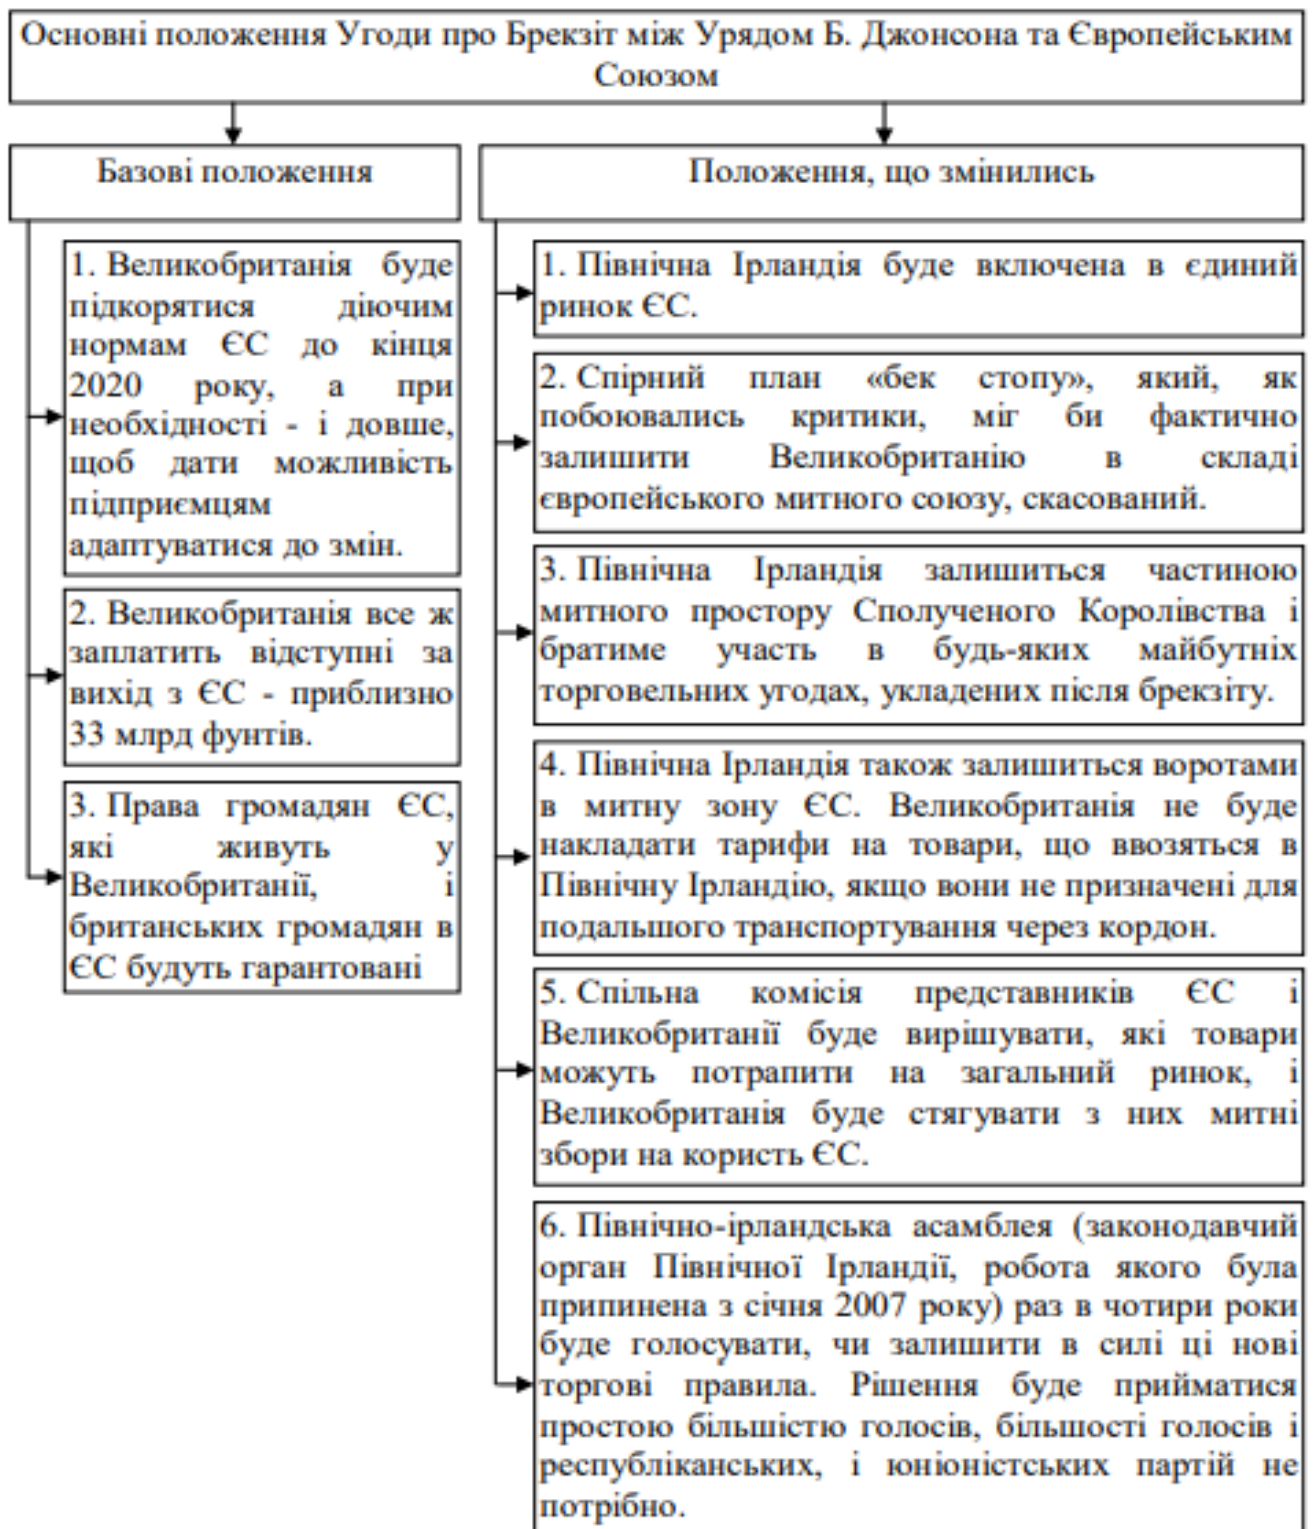 Основні положення Угоди про Брекзіт між Урядом Б. Джонсона та Європейським
Союзом
Базові положення
1. Великобританія буде
підкорятися діючим
нормам ЄС до кінця
2020 року, а при
необхідності - і довше,
щоб дати можливість
підприємцям
адаптуватися до змін.
2. Великобританія все ж
заплатить відступні за
вихід з ЄС - приблизно
33 млрд фунтів.
3. Права громадян ЄС,
які живуть у
Великобританії, і
британських громадян в
ЄС будуть гарантовані
Положення, що змінились
1. Північна Ірландія буде включена в єдиний
ринок ЄС.
2. Спірний план «бек стопу», який, як
побоювались критики, міг би фактично
залишити Великобританію в складі
європейського митного союзу, скасований.
3. Північна Ірландія залишиться частиною
митного простору Сполученого Королівства і
братиме участь в будь-яких майбутніх
торговельних угодах, укладених після брекзіту.
4. Північна Ірландія також залишиться воротами
в митну зону ЄС. Великобританія не буде
накладати тарифи на товари, що ввозяться в
Північну Ірландію, якщо вони не призначені для
подальшого транспортування через кордон.
5. Спільна комісія представників ЄС і
Великобританії буде вирішувати, які товари
можуть потрапити на загальний ринок, і
Великобританія буде стягувати з них митні
збори на користь ЄС.
6. Північно-ірландська асамблея (законодавчий
орган Північної Ірландії, робота якого була
припинена з січня 2007 року) раз в чотири роки
буде голосувати, чи залишити в силі ці нові
торгові правила. Рішення буде прийматися
простою більшістю голосів, більшості голосів і
республіканських, і юніоністських партій не
потрібно.